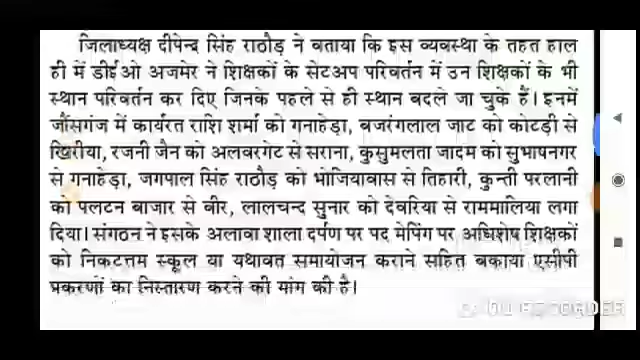 जिलाध्यक्ष दीपेन्द्र सिंह राठौड़ ने बताया कि इस व्यवस्था के तहत हाल
ही में डीईओ अजमेर ने शिक्षकों के सेटअप परिवर्तन में उन शिक्षकों के भी
स्थान परिवर्तन कर दिए जिनके पहले से ही स्थान बदले जा चुके हैं। इनमें
जौंसगंज में कार्यरत राशि शर्मा को गनाहेड़ा, बजरंगलाल जाट को कोटड़ी से
खिरीया, रजनी जैन को अलवरगेट से सराना, कुसुमलता जादम को सुभाषनगर
से गनाहेड़ा, जगपाल सिंह राठौड़ को भोजियावास से तिहारी, कुन्ती परलानी
को पलटन बाजार से वीर, लालचन्द सुनार को देवरिया से राममालिया लगा
दिया। संगठन ने इसके अलावा शाला दर्पण पर पद मेपिंग पर अधिशेष शिक्षकों
को निकटत्तम स्कूल या यथावत समायोजन कराने सहित बकाया एसीपी
प्रकरणों का निस्तारण करने की मांग की है।
RECORDER